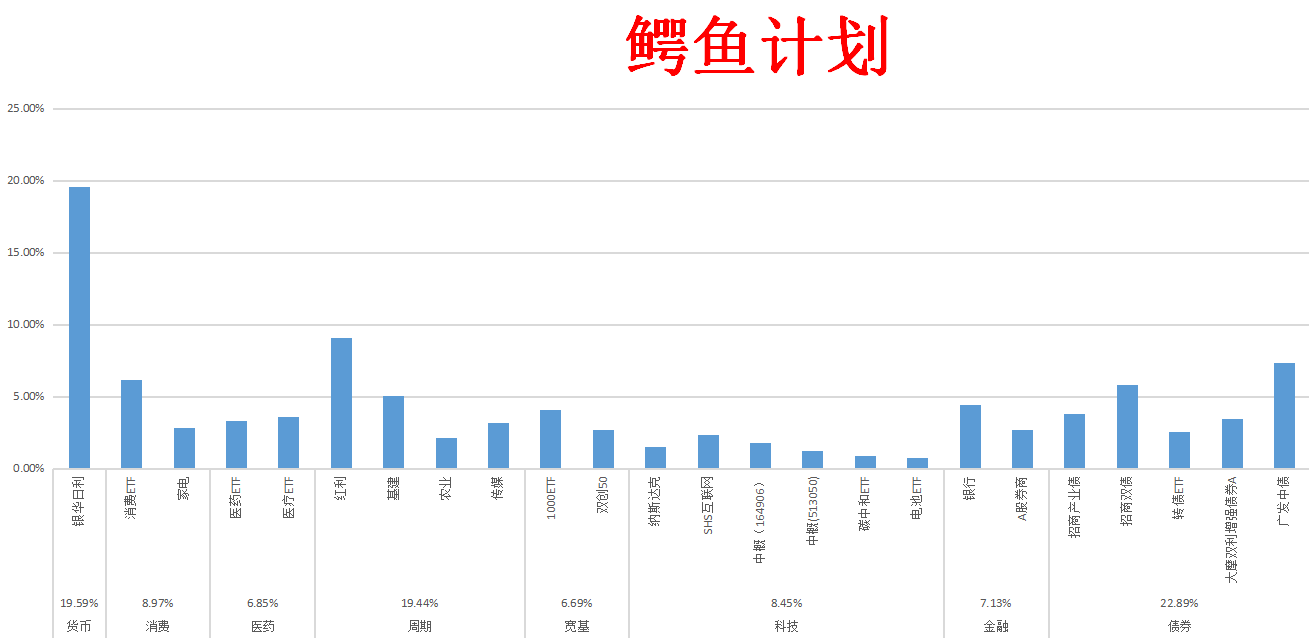 鳄鱼计划
25.00%
20.00%
15.00%
10.00%
5.00%
0.00%
银华日利
消费ETF
家电
医药ETF
医疗ETF
红利
基建
农业
传媒
1000ETF
双创50
纳斯达克
SHS互联网
中概（164906）
中概(513050)
碳中和ETF
电池ETF
银行
A股券商
招商产业债
招商双债
转债ETF
大摩双利增强债券A
广发中债
19.59% 8.97% 6.85% 19.44% 6.69% 8.45% 7.13% 22.89%
货币 消费 医药 周期 宽基 科技 金融 债券